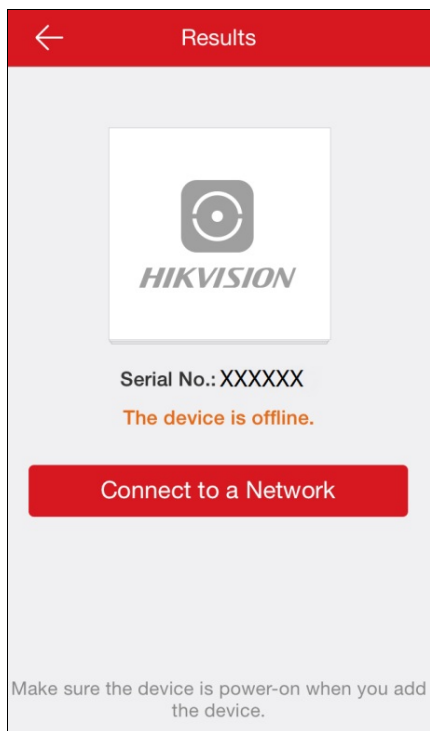 Results
HIKVISION
Serial No.: XXXXXX
The device is offline.
Connect to a Network
Make sure the device is power-on when you add
the device.